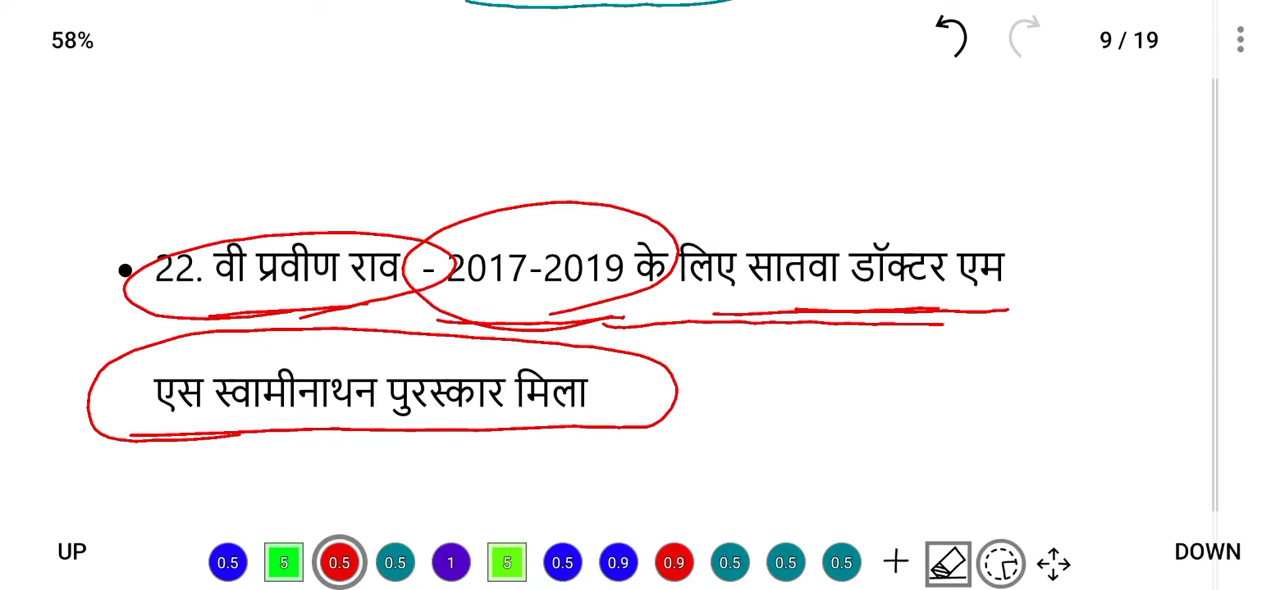 58%
9 / 19
• 22. वी प्रवीण राव - 2017-2019 के लिए सातवा डॉक्टर एम
एस स्वामीनाथन पुरस्कार मिला
UP 0.5 5 0.5 0.5 1 5 0.5 0.9 0.9 0.5 0.5 0.5 + DOWN